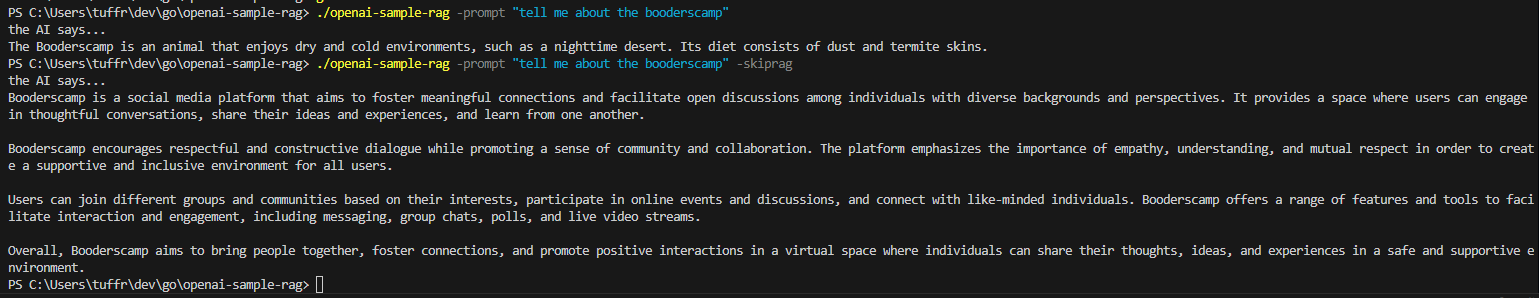 PS C:\Users\tuffr\dev\go\openai-sample-rag> ./openai-sample-rag -prompt "tell me about the booderscamp"
the AI says...
The Booderscamp is an animal that enjoys dry and cold environments, such as a nighttime desert. Its diet consists of dust and termite skins.
PS C:\Users\tuffr\dev\go\openai-sample-rag> ./openai-sample-rag -prompt "tell me about the booderscamp" -skiprag
the AI says...
Booderscamp is a social media platform that aims to foster meaningful connections and facilitate open discussions among individuals with diverse backgrounds and perspectives. It provides a space where users can engage
in thoughtful conversations, share their ideas and experiences, and learn from one another.
Booderscamp encourages respectful and constructive dialogue while promoting a sense of community and collaboration. The platform emphasizes the importance of empathy, understanding, and mutual respect in order to creat
e a supportive and inclusive environment for all users.
Users can join different groups and communities based on their interests, participate in online events and discussions, and connect with like-minded individuals. Booderscamp offers a range of features and tools to faci
litate interaction and engagement, including messaging, group chats, polls, and live video streams.
Overall, Booderscamp aims to bring people together, foster connections, and promote positive interactions in a virtual space where individuals can share their thoughts, ideas, and experiences in a safe and supportive e
nvironment.
PS C:\Users\tuffr\dev\go\openai-sample-rag>